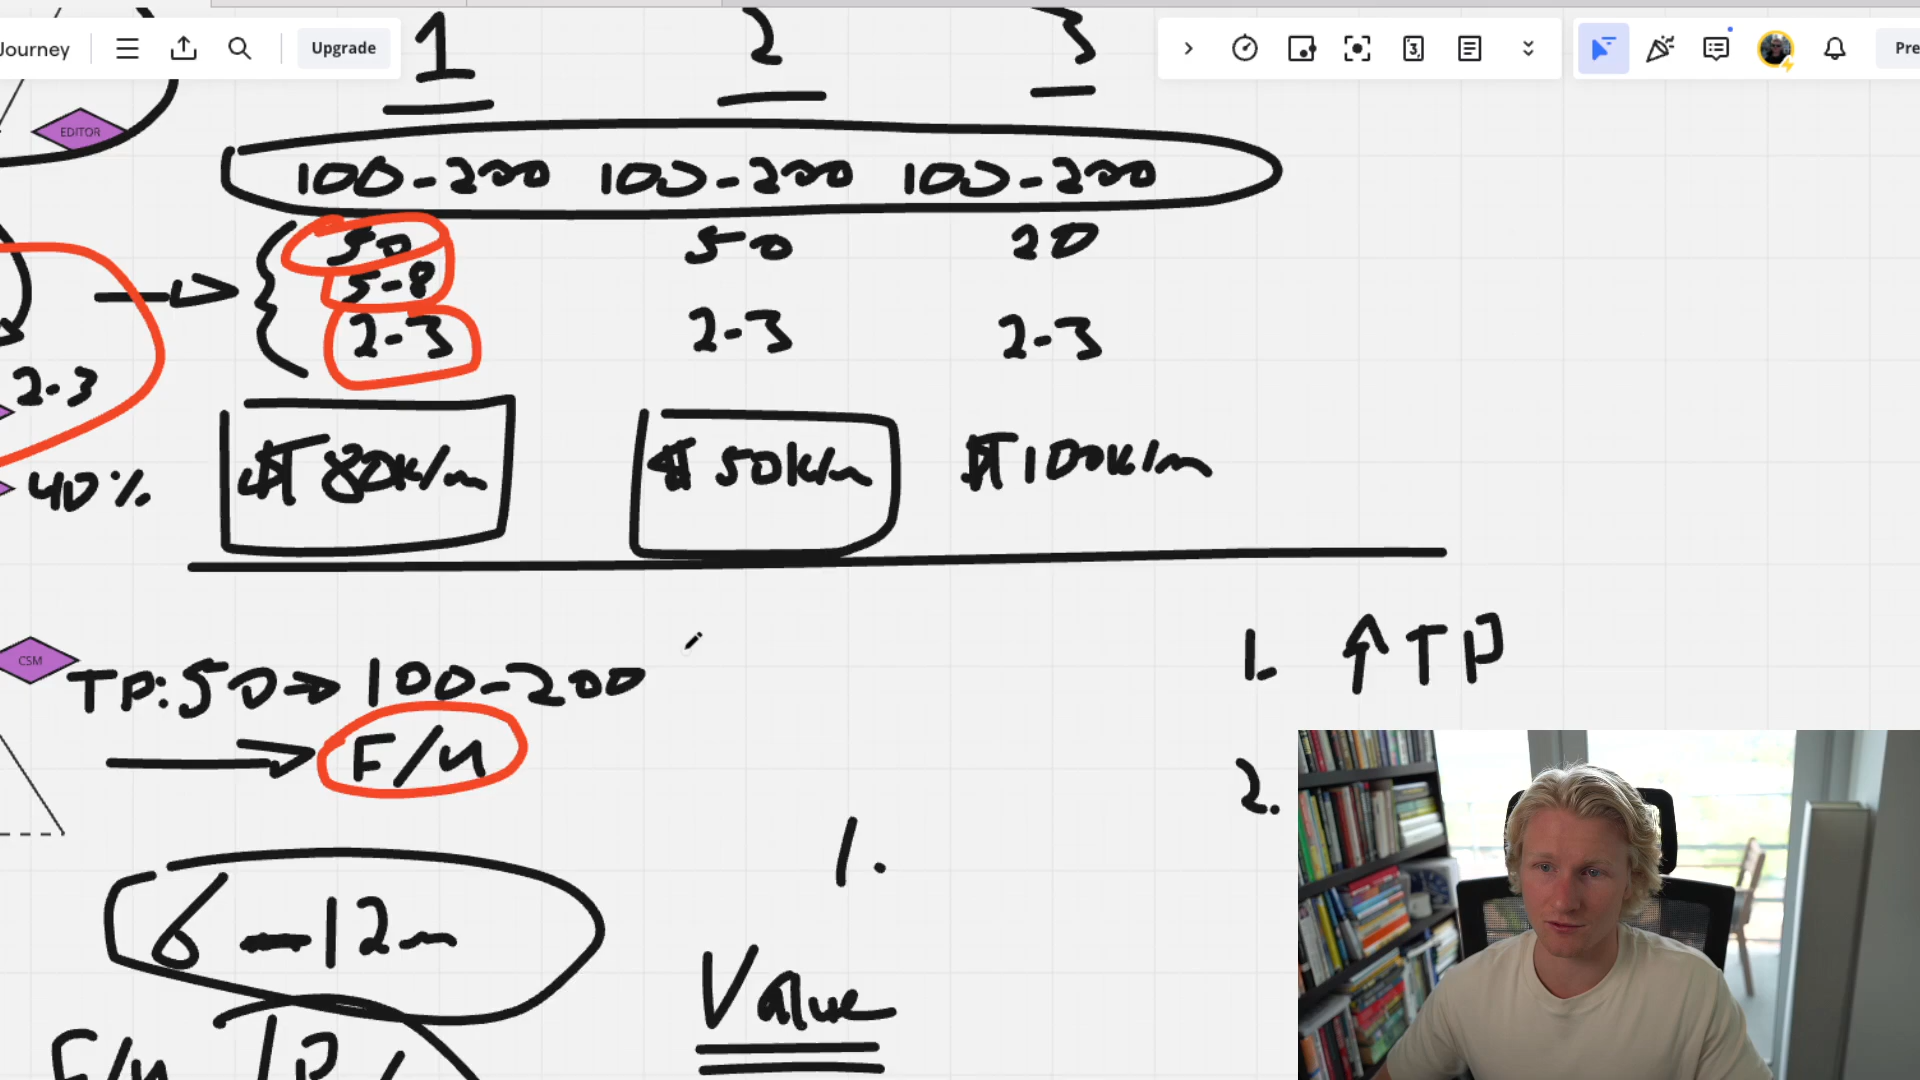 Journey
Upgrade
Pre
1 2 3
EDITOR
100-200 100-200 100-200
50 50 20
5-8
2-3 2-3 2-3
2-3
40%
$80k/m $50k/m $100k/m
CSM
TP: 50 → 100-200
1. ↑ TP
F/U
2.
1.
6-12m
Value